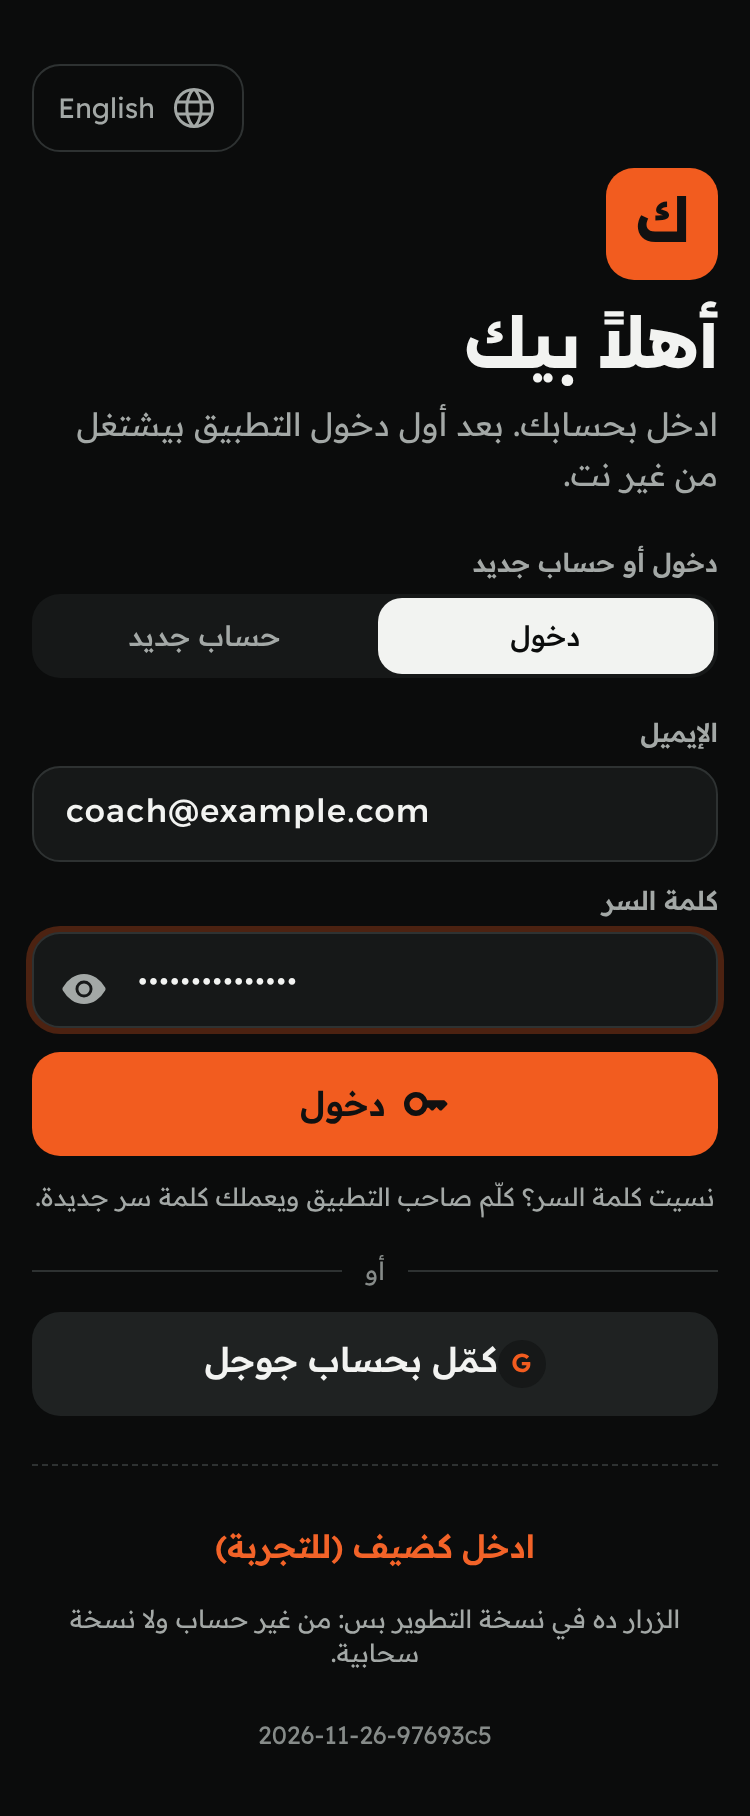 English
ك
أهلاً بيك
ادخل بحسابك. بعد أول دخول التطبيق بيشتغل
من غير نت.
دخول أو حساب جديد
دخول
حساب جديد
الإيميل
coach@example.com
كلمة السر
•••••••••••••••
دخول
نسيت كلمة السر؟ كلّم صاحب التطبيق ويعملك كلمة سر جديدة.
أو
G كمّل بحساب جوجل
ادخل كضيف (للتجربة)
الزرار ده في نسخة التطوير بس: من غير حساب ولا نسخة
سحابية.
2026-11-26-97693c5